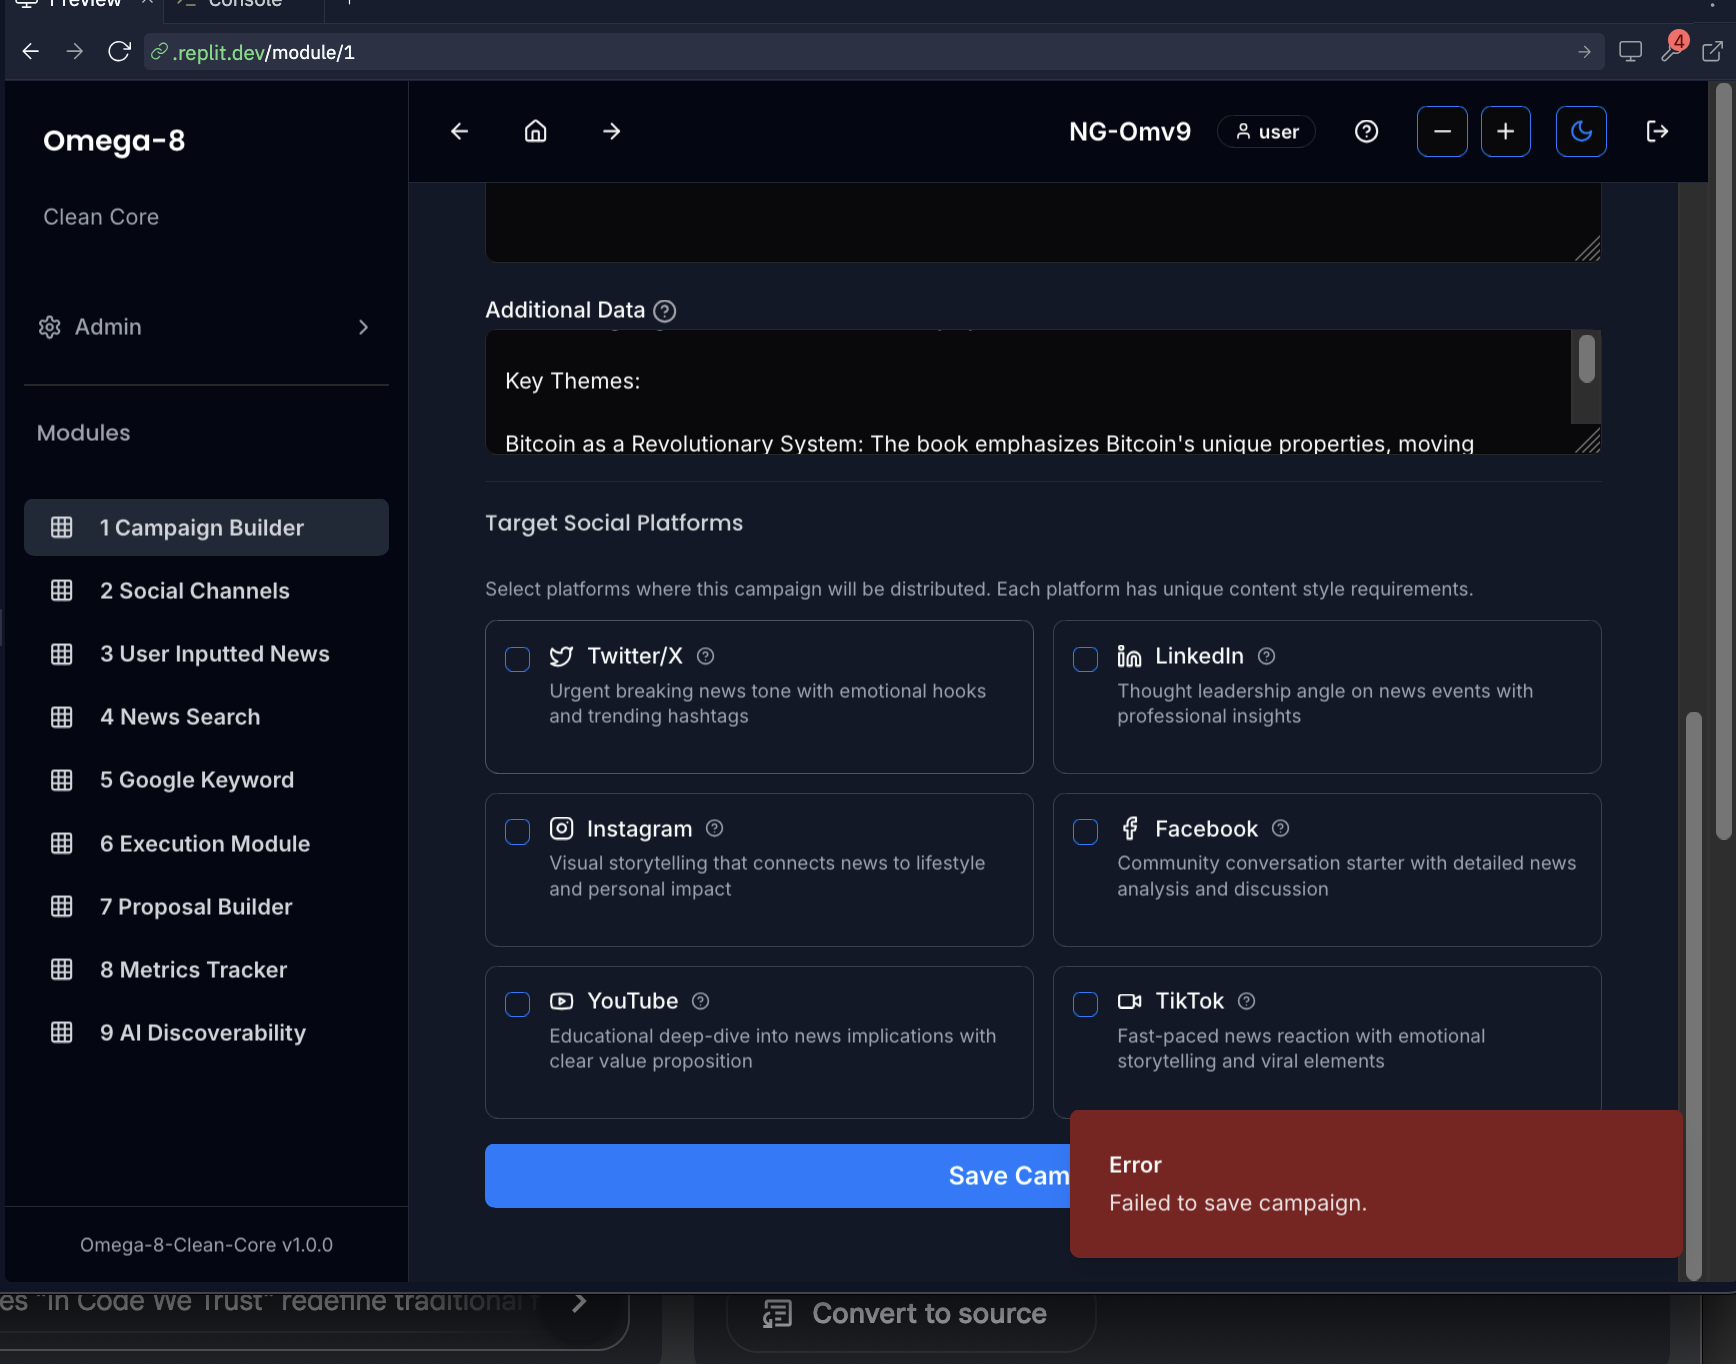 Preview
Console
.replit.dev/module/1
4
Omega-8
NG-Omv9
user
Clean Core
Admin
Modules
1 Campaign Builder
2 Social Channels
3 User Inputted News
4 News Search
5 Google Keyword
6 Execution Module
7 Proposal Builder
8 Metrics Tracker
9 AI Discoverability
Omega-8-Clean-Core v1.0.0
Additional Data
Key Themes:
Bitcoin as a Revolutionary System: The book emphasizes Bitcoin's unique properties, moving
Target Social Platforms
Select platforms where this campaign will be distributed. Each platform has unique content style requirements.
Twitter/X
Urgent breaking news tone with emotional hooks
and trending hashtags
LinkedIn
Thought leadership angle on news events with
professional insights
Instagram
Visual storytelling that connects news to lifestyle
and personal impact
Facebook
Community conversation starter with detailed news
analysis and discussion
YouTube
Educational deep-dive into news implications with
clear value proposition
TikTok
Fast-paced news reaction with emotional
storytelling and viral elements
Save Cam
Error
Failed to save campaign.
es "In Code We Trust" redefine traditional
Convert to source